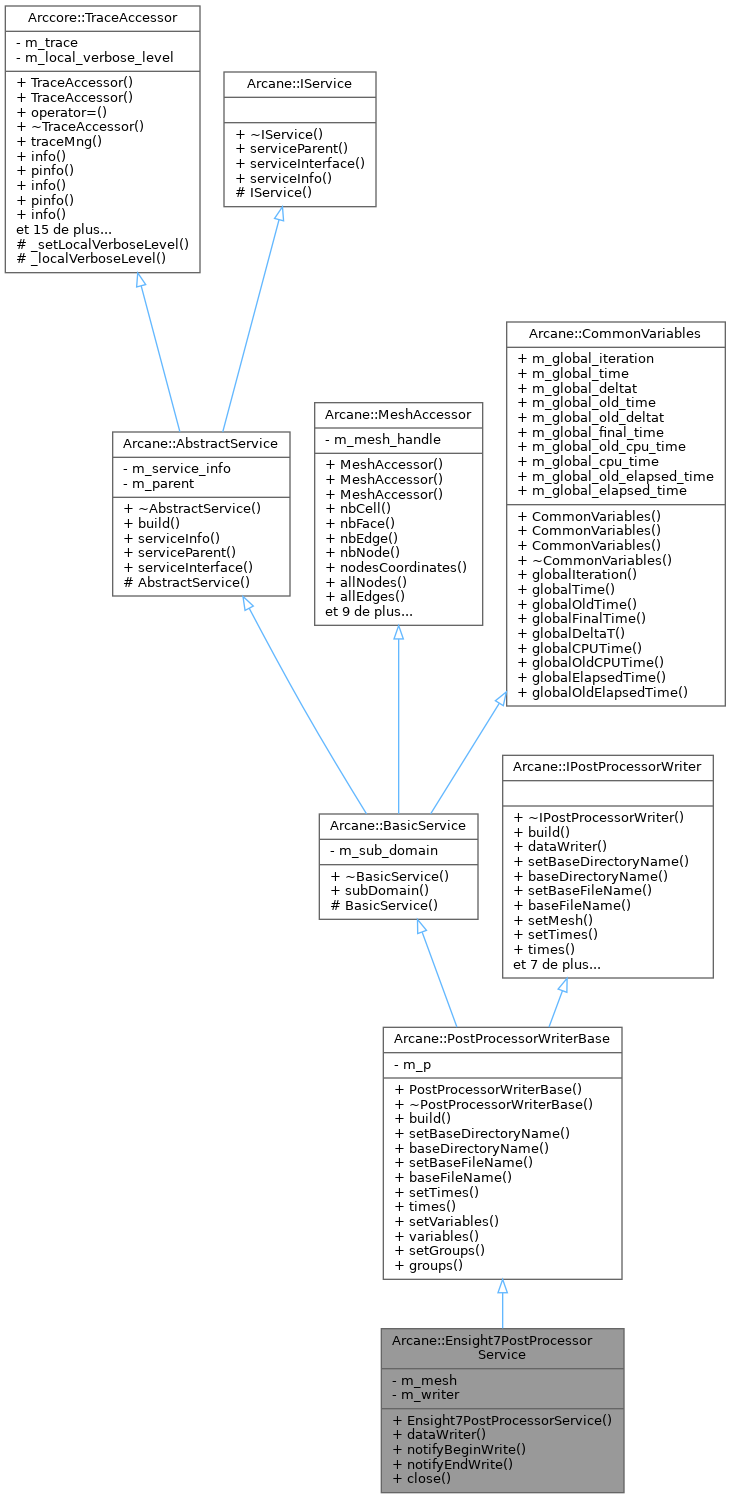 Arccore::TraceAccessor
- m_trace
- m_local_verbose_level
+ TraceAccessor()
+ TraceAccessor()
+ operator=()
+ ~TraceAccessor()
+ traceMng()
+ info()
+ pinfo()
+ info()
+ pinfo()
+ info()
et 15 de plus...
# _setLocalVerboseLevel()
# _localVerboseLevel()
Arcane::IService
+ ~IService()
+ serviceParent()
+ serviceInterface()
+ serviceInfo()
# IService()
Arcane::AbstractService
- m_service_info
- m_parent
+ ~AbstractService()
+ build()
+ serviceInfo()
+ serviceParent()
+ serviceInterface()
# AbstractService()
Arcane::MeshAccessor
- m_mesh_handle
+ MeshAccessor()
+ MeshAccessor()
+ MeshAccessor()
+ nbCell()
+ nbFace()
+ nbEdge()
+ nbNode()
+ nodesCoordinates()
+ allNodes()
+ allEdges()
et 9 de plus...
Arcane::CommonVariables
+ m_global_iteration
+ m_global_time
+ m_global_deltat
+ m_global_old_time
+ m_global_old_deltat
+ m_global_final_time
+ m_global_old_cpu_time
+ m_global_cpu_time
+ m_global_old_elapsed_time
+ m_global_elapsed_time
+ CommonVariables()
+ CommonVariables()
+ CommonVariables()
+ ~CommonVariables()
+ globalIteration()
+ globalTime()
+ globalOldTime()
+ globalFinalTime()
+ globalDeltaT()
+ globalCPUTime()
+ globalOldCPUTime()
+ globalElapsedTime()
+ globalOldElapsedTime()
Arcane::BasicService
- m_sub_domain
+ ~BasicService()
+ subDomain()
# BasicService()
Arcane::IPostProcessorWriter
+ ~IPostProcessorWriter()
+ build()
+ dataWriter()
+ setBaseDirectoryName()
+ baseDirectoryName()
+ setBaseFileName()
+ baseFileName()
+ setMesh()
+ setTimes()
+ times()
et 7 de plus...
Arcane::PostProcessorWriterBase
- m_p
+ PostProcessorWriterBase()
+ ~PostProcessorWriterBase()
+ build()
+ setBaseDirectoryName()
+ baseDirectoryName()
+ setBaseFileName()
+ baseFileName()
+ setTimes()
+ times()
+ setVariables()
+ variables()
+ setGroups()
+ groups()
Arcane::Ensight7PostProcessor
Service
- m_mesh
- m_writer
+ Ensight7PostProcessorService()
+ dataWriter()
+ notifyBeginWrite()
+ notifyEndWrite()
+ close()